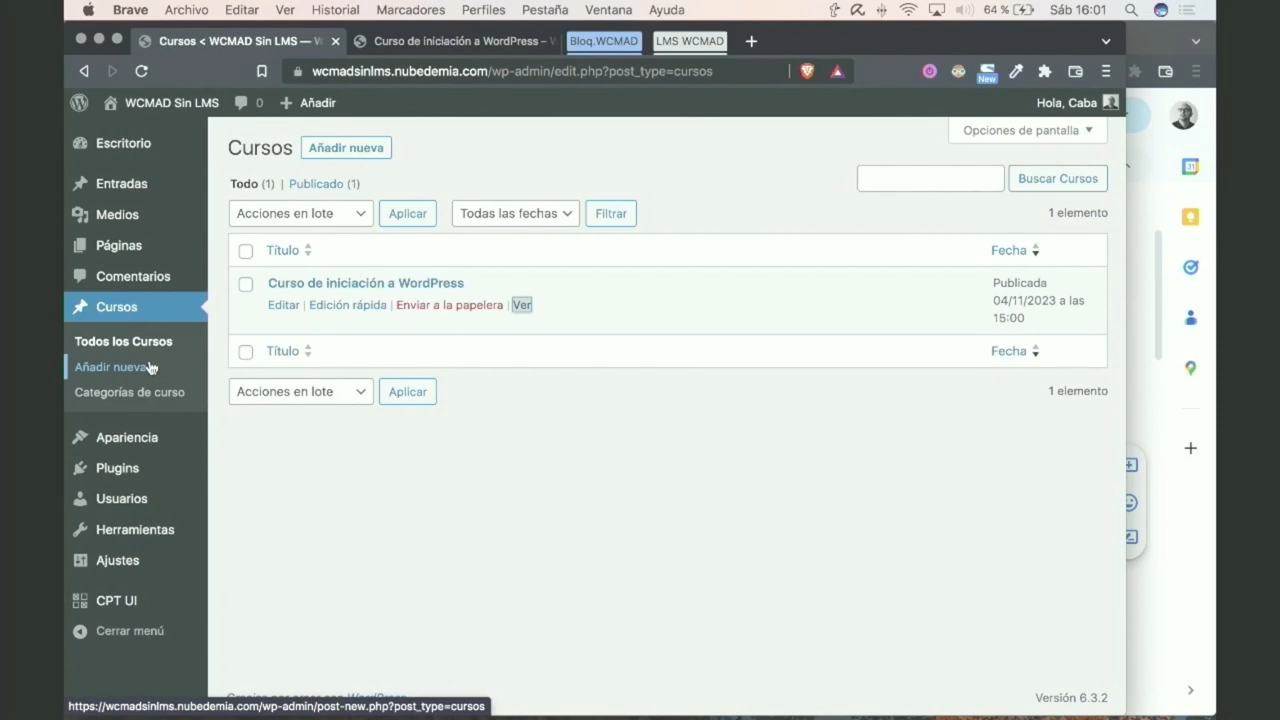 Brave Archivo Editar Ver Historial Marcadores Perfiles Pestaña Ventana Ayuda 64 % Sáb 16:01
Cursos < WCMAD Sin LMS — Curso de iniciación a WordPress – Bloq.WCMAD LMS WCMAD
wcmadsinlms.nubedemia.com/wp-admin/edit.php?post_type=cursos New
WCMAD Sin LMS 0 Añadir Hola, Caba
Opciones de pantalla
Cursos Añadir nueva
Todo (1) | Publicado (1)
Buscar Cursos
Acciones en lote Aplicar Todas las fechas Filtrar 1 elemento
Título Fecha
Curso de iniciación a WordPress
Editar | Edición rápida | Enviar a la papelera | Ver
Publicada
04/11/2023 a las
15:00
Título Fecha
Acciones en lote Aplicar 1 elemento
Escritorio
Entradas
Medios
Páginas
Comentarios
Cursos
Todos los Cursos
Añadir nueva
Categorías de curso
Apariencia
Plugins
Usuarios
Herramientas
Ajustes
CPT UI
Cerrar menú
31
WordPress
Versión 6.3.2
https://wcmadsinlms.nubedemia.com/wp-admin/post-new.php?post_type=cursos